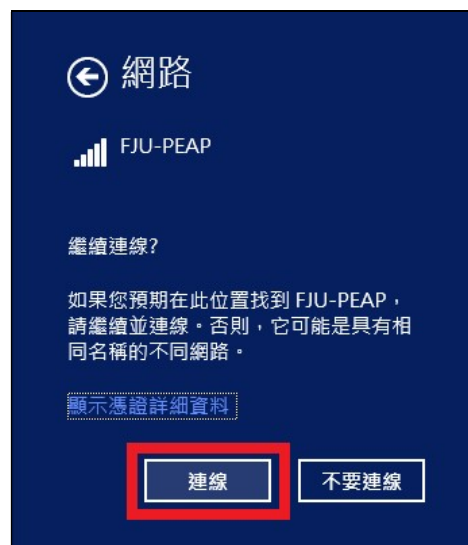 網路
FJU-PEAP
繼續連線?
如果您預期在此位置找到 FJU-PEAP，
請繼續並連線。否則，它可能是具有相
同名稱的不同網路。
顯示憑證詳細資料
連線
不要連線